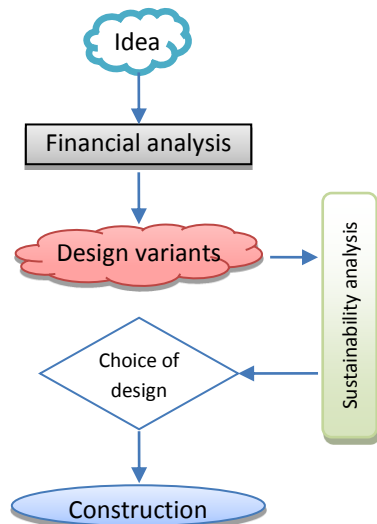 Idea
Financial analysis
Design variants
Sustainability analysis
Choice of
design
Construction